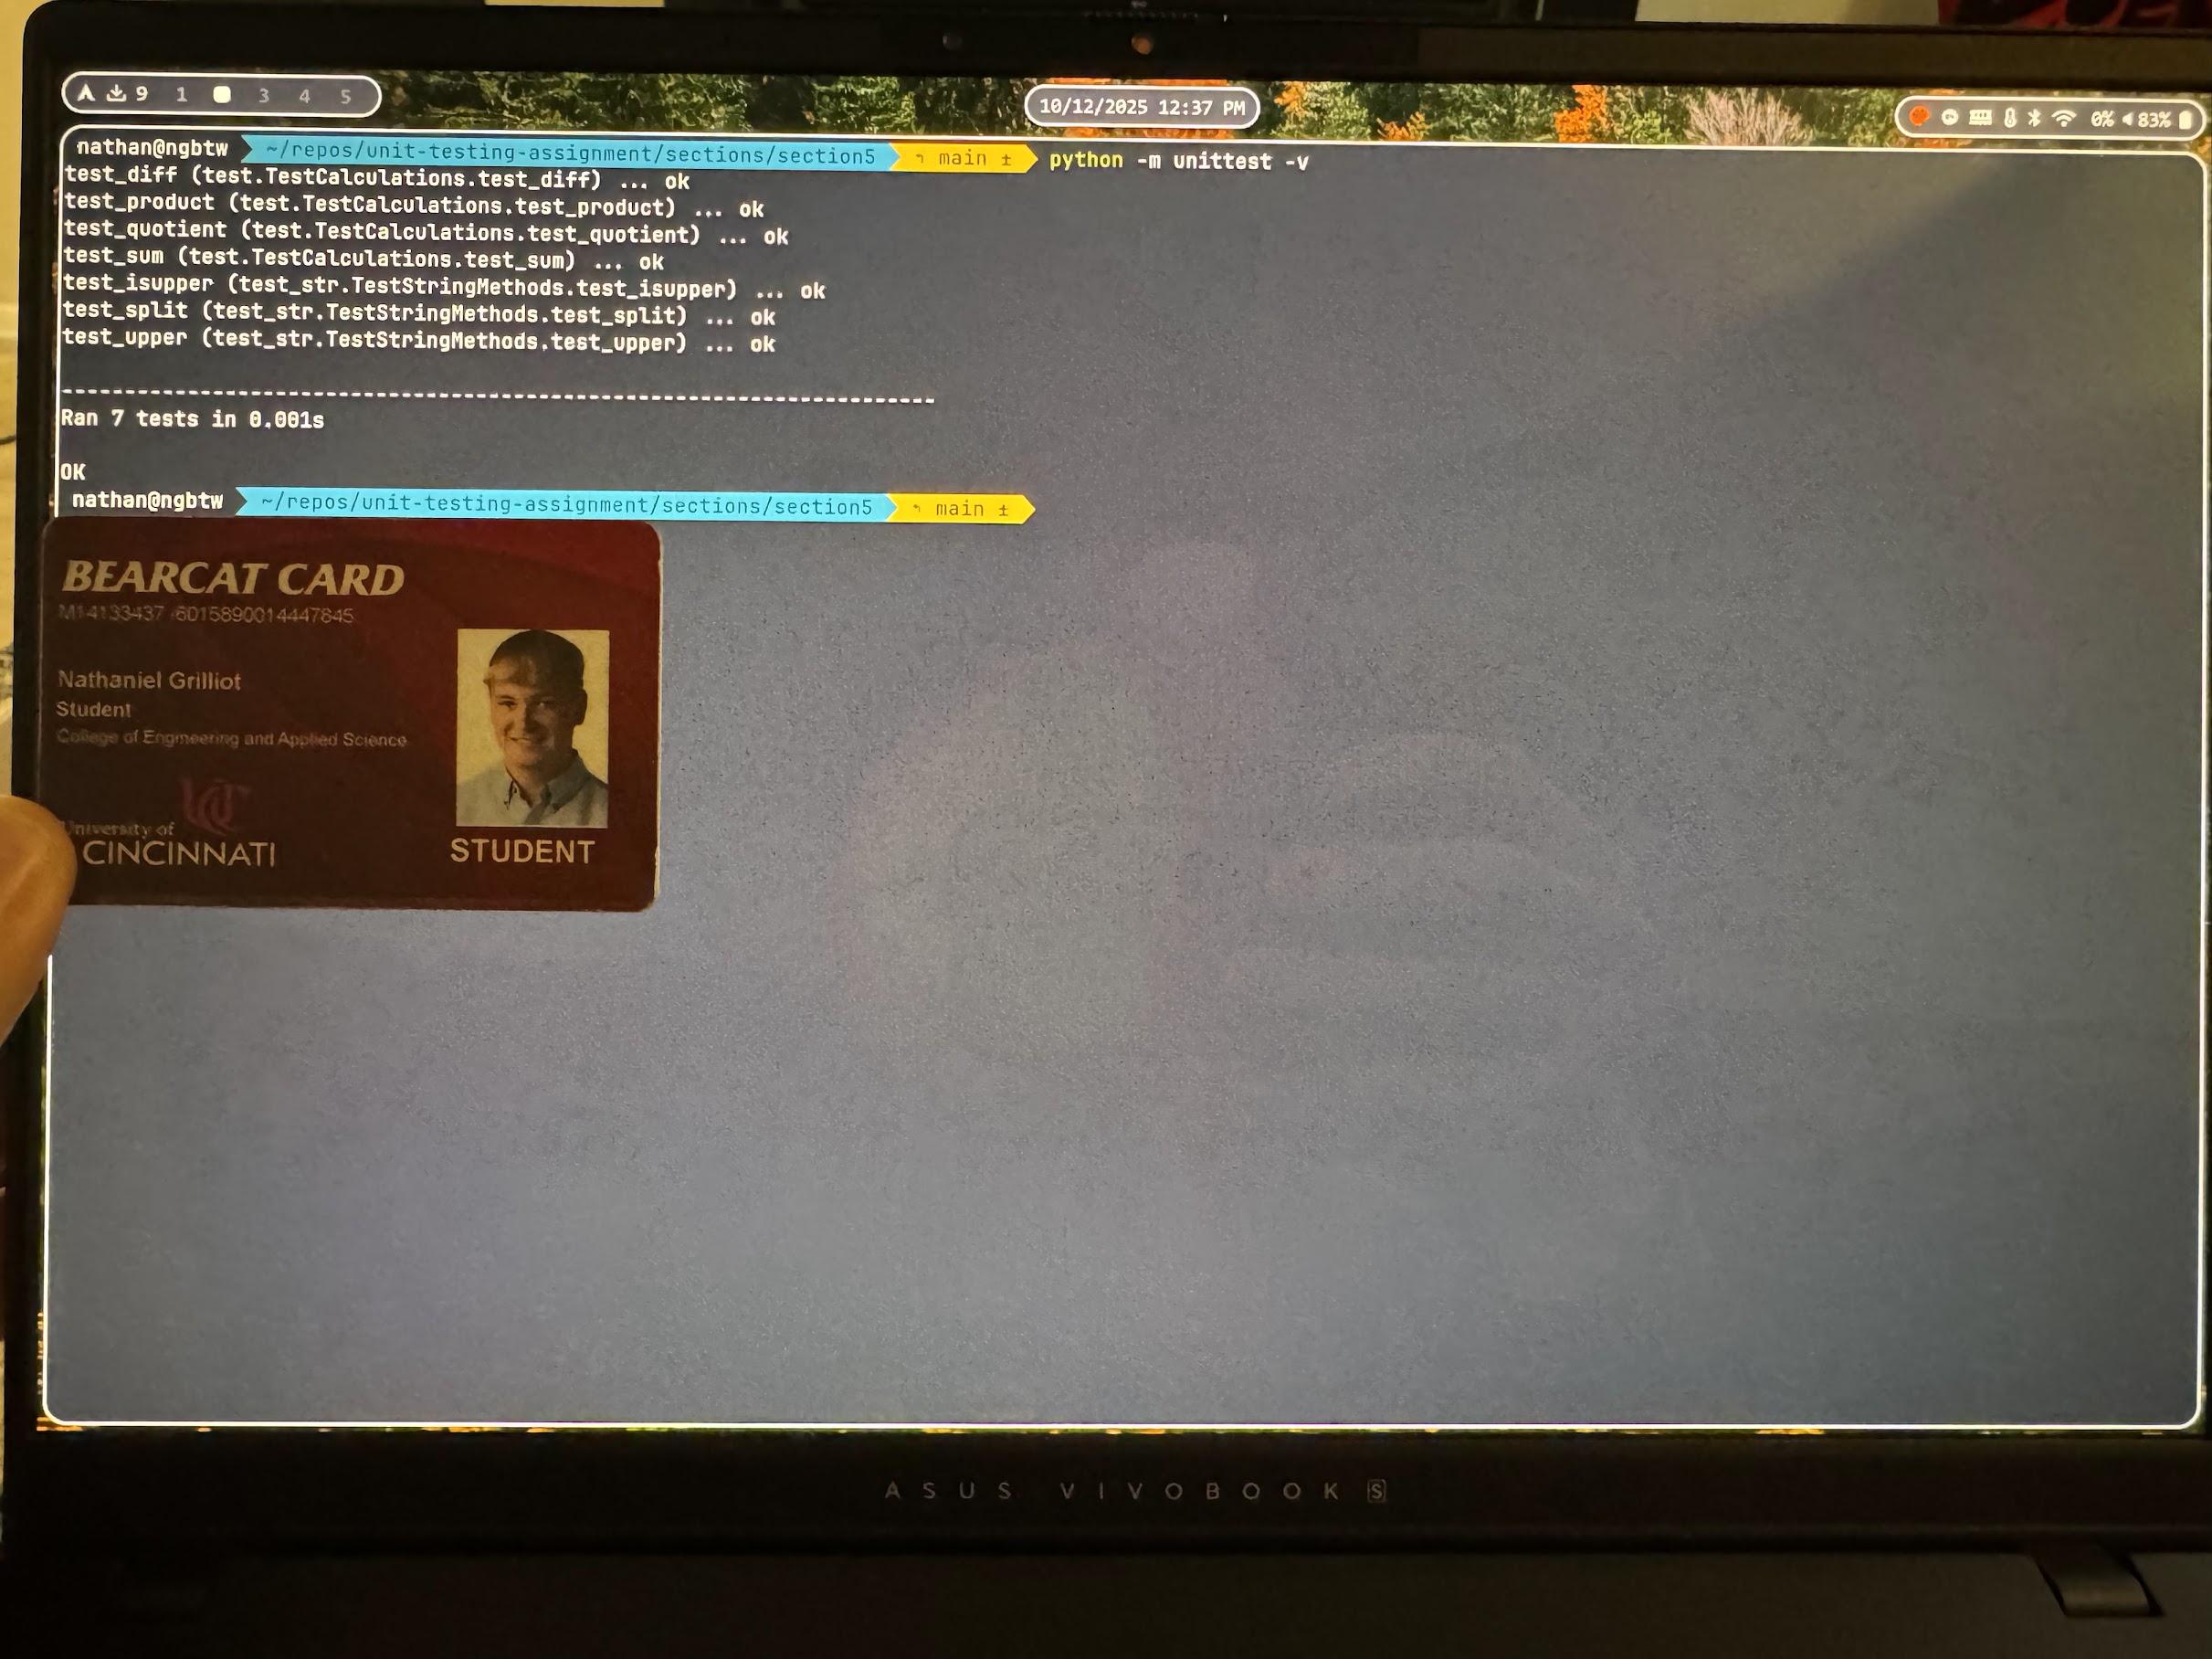 9 1 3 4 5
10/12/2025 12:37 PM
0% 83%
nathan@ngbtw ~/repos/unit-testing-assignment/sections/section5 main ± python -m unittest -v
test_diff (test.TestCalculations.test_diff) ... ok
test_product (test.TestCalculations.test_product) ... ok
test_quotient (test.TestCalculations.test_quotient) ... ok
test_sum (test.TestCalculations.test_sum) ... ok
test_isupper (test_str.TestStringMethods.test_isupper) ... ok
test_split (test_str.TestStringMethods.test_split) ... ok
test_upper (test_str.TestStringMethods.test_upper) ... ok
----------------------------------------------------------------------
Ran 7 tests in 0.001s
OK
nathan@ngbtw ~/repos/unit-testing-assignment/sections/section5 main ±
BEARCAT CARD
M14133437 6015890014447845
Nathaniel Grilliot
Student
College of Engineering and Applied Science
UC
University of
CINCINNATI
STUDENT
ASUS VIVOBOOK S